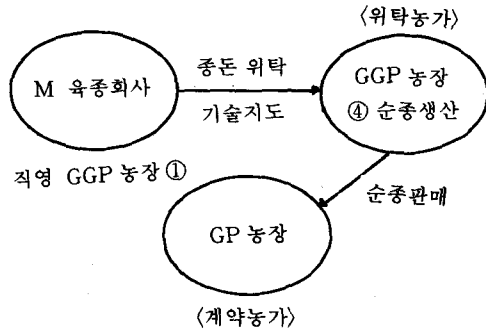 〈위탁농가〉
M 육종회사
종돈 위탁
기술지도
GGP 농장
④ 순종생산
직영 GGP 농장 ①
순종판매
GP 농장
〈계약농가〉